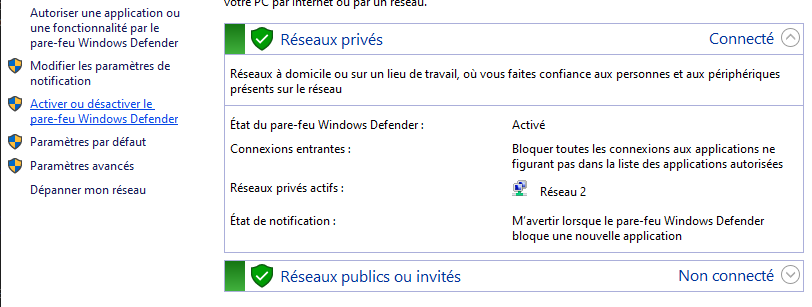 votre PC par Internet ou par un réseau.
Autoriser une application ou
une fonctionnalité par le
pare-feu Windows Defender
Modifier les paramètres de
notification
Activer ou désactiver le
pare-feu Windows Defender
Paramètres par défaut
Paramètres avancés
Dépanner mon réseau
Réseaux privés
Connecté
Réseaux à domicile ou sur un lieu de travail, où vous faites confiance aux personnes et aux périphériques
présents sur le réseau
État du pare-feu Windows Defender :
Activé
Connexions entrantes :
Bloquer toutes les connexions aux applications ne
figurant pas dans la liste des applications autorisées
Réseaux privés actifs :
Réseau 2
État de notification :
M'avertir lorsque le pare-feu Windows Defender
bloque une nouvelle application
Réseaux publics ou invités
Non connecté